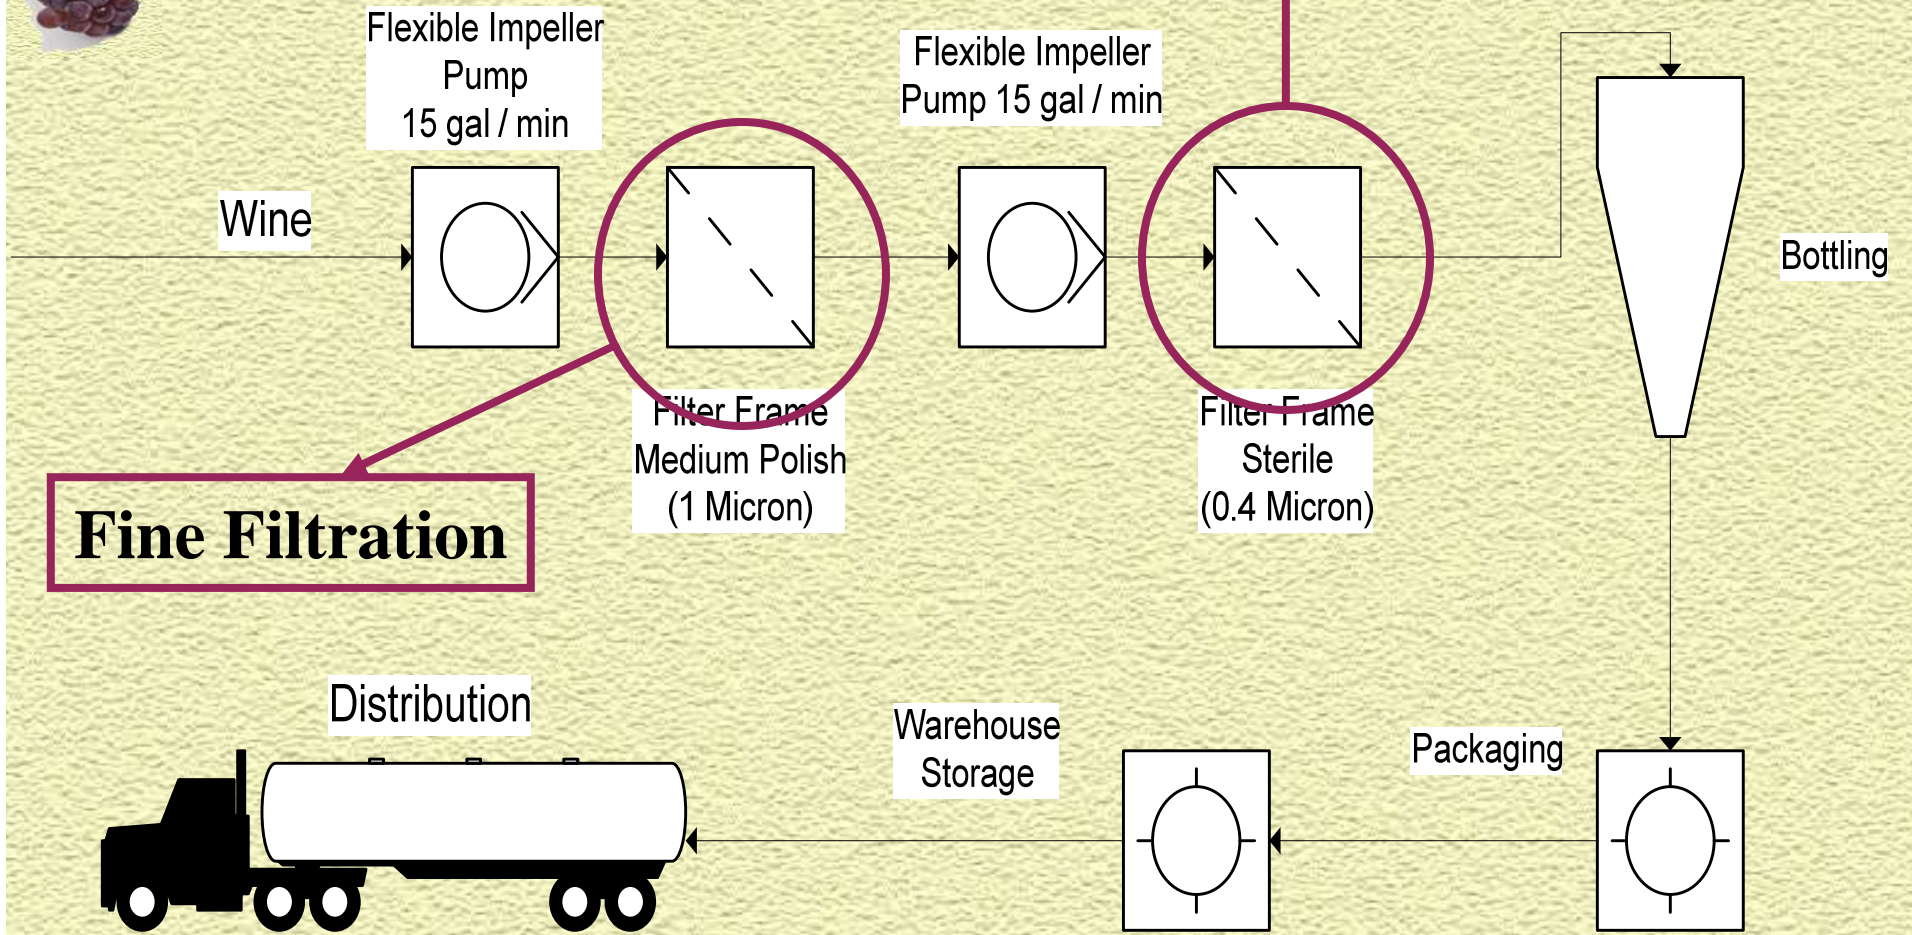 Flexible Impeller
Pump
15 gal / min
Flexible Impeller
Pump 15 gal / min
Wine
Bottling
Filter Frame
Medium Polish
(1 Micron)
Filter Frame
Sterile
(0.4 Micron)
Fine Filtration
Distribution
Warehouse
Storage
Packaging